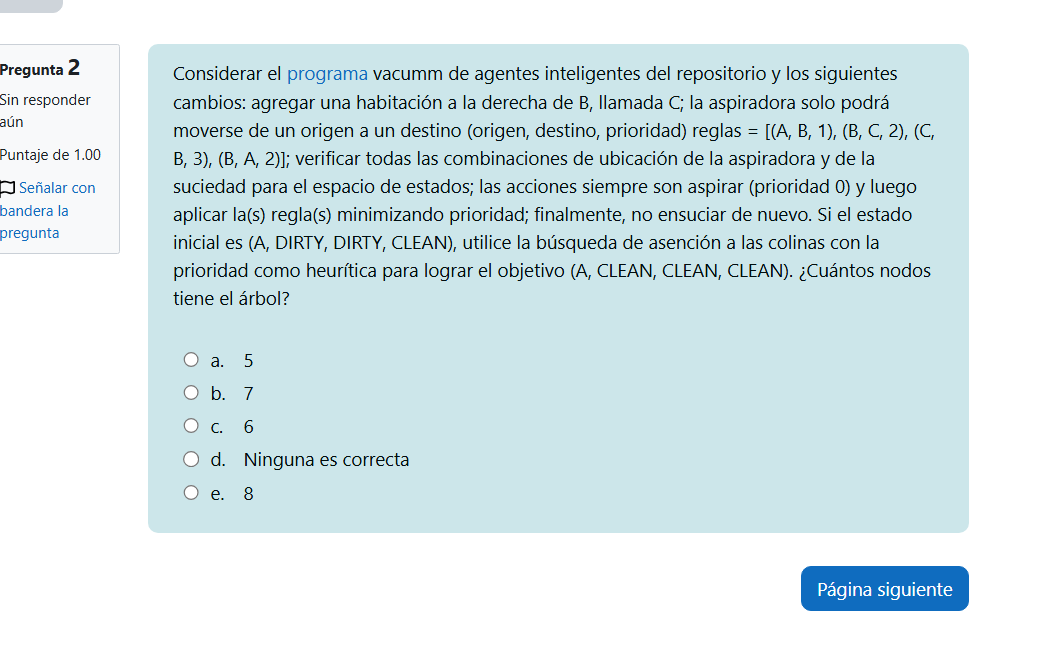 Pregunta 2
Sin responder
aún
Puntaje de 1.00
Señalar con
bandera la
pregunta
Considerar el programa vacumm de agentes inteligentes del repositorio y los siguientes
cambios: agregar una habitación a la derecha de B, llamada C; la aspiradora solo podrá
moverse de un origen a un destino (origen, destino, prioridad) reglas = [(A, B, 1), (B, C, 2), (C,
B, 3), (B, A, 2)]; verificar todas las combinaciones de ubicación de la aspiradora y de la
suciedad para el espacio de estados; las acciones siempre son aspirar (prioridad 0) y luego
aplicar la(s) regla(s) minimizando prioridad; finalmente, no ensuciar de nuevo. Si el estado
inicial es (A, DIRTY, DIRTY, CLEAN), utilice la búsqueda de asención a las colinas con la
prioridad como heurítica para lograr el objetivo (A, CLEAN, CLEAN, CLEAN). ¿Cuántos nodos
tiene el árbol?
a. 5
b. 7
c. 6
d. Ninguna es correcta
e. 8
Página siguiente